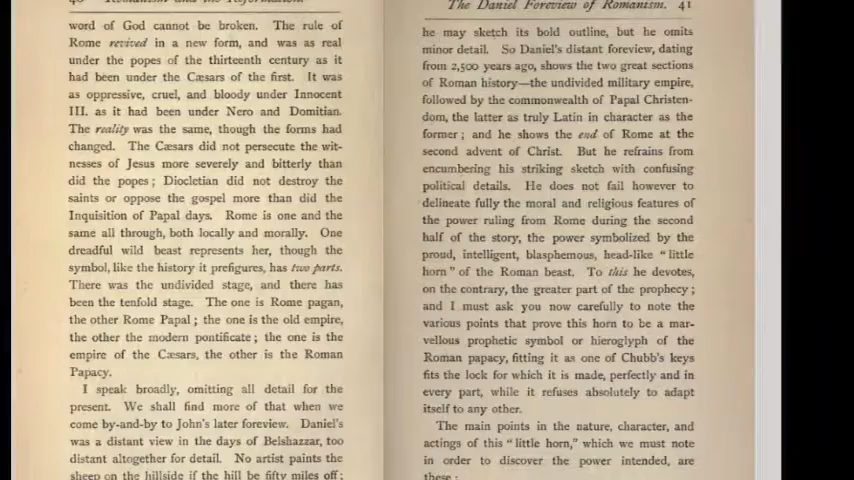 word of God cannot be broken. The rule of
Rome revived in a new form, and was as real
under the popes of the thirteenth century as it
had been under the Cæsars of the first. It was
as oppressive, cruel, and bloody under Innocent
III. as it had been under Nero and Domitian.
The reality was the same, though the forms had
changed. The Cæsars did not persecute the wit-
nesses of Jesus more severely and bitterly than
did the popes; Diocletian did not destroy the
saints or oppose the gospel more than did the
Inquisition of Papal days. Rome is one and the
same all through, both locally and morally. One
dreadful wild beast represents her, though the
symbol, like the history it prefigures, has two parts.
There was the undivided stage, and there has
been the tenfold stage. The one is Rome pagan,
the other Rome Papal; the one is the old empire,
the other the modern pontificate; the one is the
empire of the Cæsars, the other is the Roman
Papacy.
I speak broadly, omitting all detail for the
present. We shall find more of that when we
come by-and-by to John's later foreview. Daniel's
was a distant view in the days of Belshazzar, too
distant altogether for detail. No artist paints the
sheep on the hillside if the hill be fifty miles off;
The Daniel Foreview of Romanism. 41
he may sketch its bold outline, but he omits
minor detail. So Daniel's distant foreview, dating
from 2,500 years ago, shows the two great sections
of Roman history—the undivided military empire,
followed by the commonwealth of Papal Christen-
dom, the latter as truly Latin in character as the
former; and he shows the end of Rome at the
second advent of Christ. But he refrains from
encumbering his striking sketch with confusing
political details. He does not fail however to
delineate fully the moral and religious features of
the power ruling from Rome during the second
half of the story, the power symbolized by the
proud, intelligent, blasphemous, head-like "little
horn" of the Roman beast. To this he devotes,
on the contrary, the greater part of the prophecy;
and I must ask you now carefully to note the
various points that prove this horn to be a mar-
vellous prophetic symbol or hieroglyph of the
Roman papacy, fitting it as one of Chubb's keys
fits the lock for which it is made, perfectly and in
every part, while it refuses absolutely to adapt
itself to any other.
The main points in the nature, character, and
actings of this "little horn," which we must note
in order to discover the power intended, are
these: